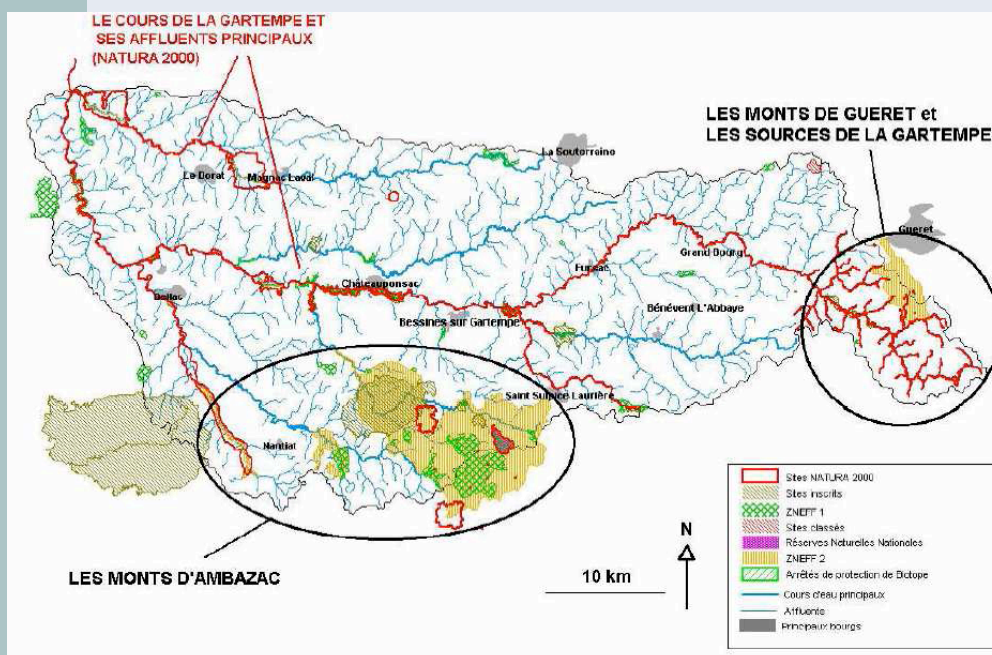 LE COURS DE LA GARTEMPE ET
SES AFFLUENTS PRINCIPAUX
(NATURA 2000)
LES MONTS DE GUERET et
LES SOURCES DE LA GARTEMPE
La Souterraine
Le Dorat
Magnac Laval
Gueret
Grand Bourg
Fursac
Châteauponsac
Bellac
Bénévent L'Abbaye
Bessines sur Gartempe
Saint Sulpice Laurière
Nantiat
LES MONTS D'AMBAZAC
10 km
N
Sites NATURA 2000
Sites inscrits
ZNEFF 1
Sites classés
Réserves Naturelles Nationales
ZNEFF 2
Arrêtés de protection de Biotope
Cours d'eau principaux
Affluents
Principaux bourgs